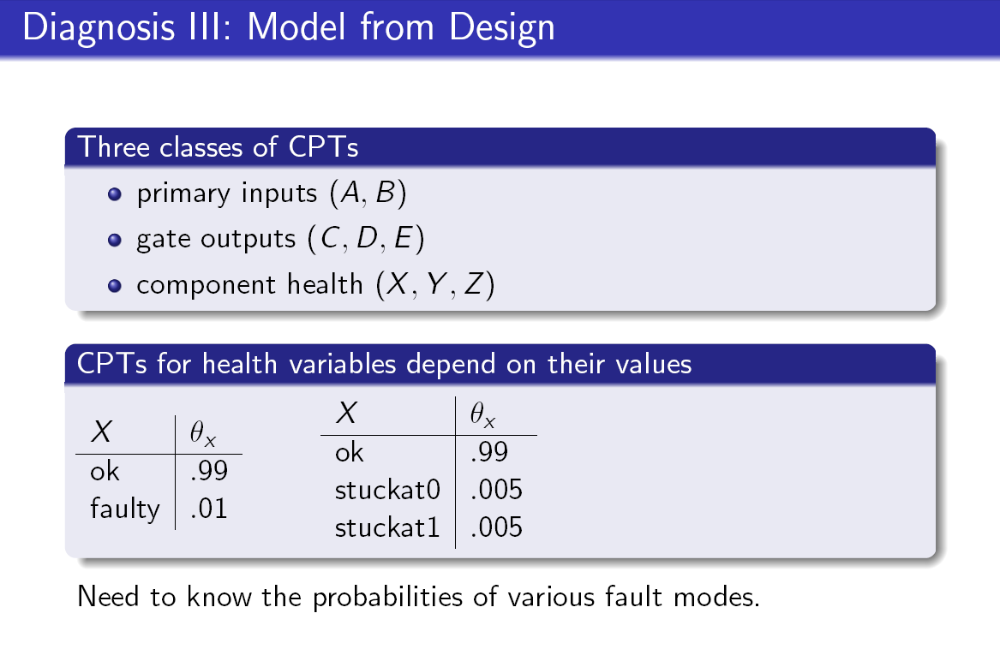 Diagnosis III: Model from Design
Three classes of CPTs
primary inputs (A, B)
gate outputs (C, D, E)
component health (X, Y, Z)
CPTs for health variables depend on their values
X θx
ok .99
faulty .01
X θx
ok .99
stuckat0 .005
stuckat1 .005
Need to know the probabilities of various fault modes.